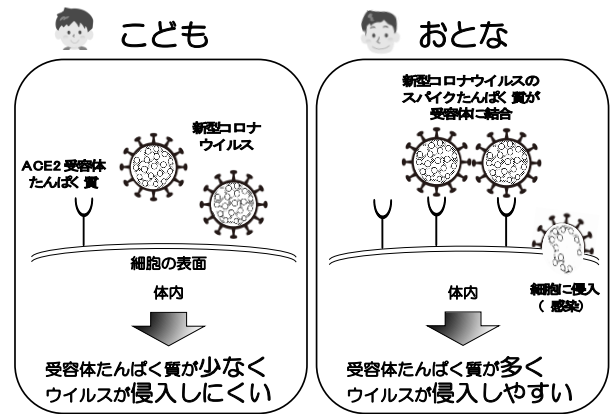 こども
新型コロナ
ウイルス
ACE2受容体
たんぱく質
細胞の表面
体内
受容体たんぱく質が少なく
ウイルスが侵入しにくい
おとな
新型コロナウイルスの
スパイクたんぱく質が
受容体に結合
細胞に侵入
(感染)
体内
受容体たんぱく質が多く
ウイルスが侵入しやすい